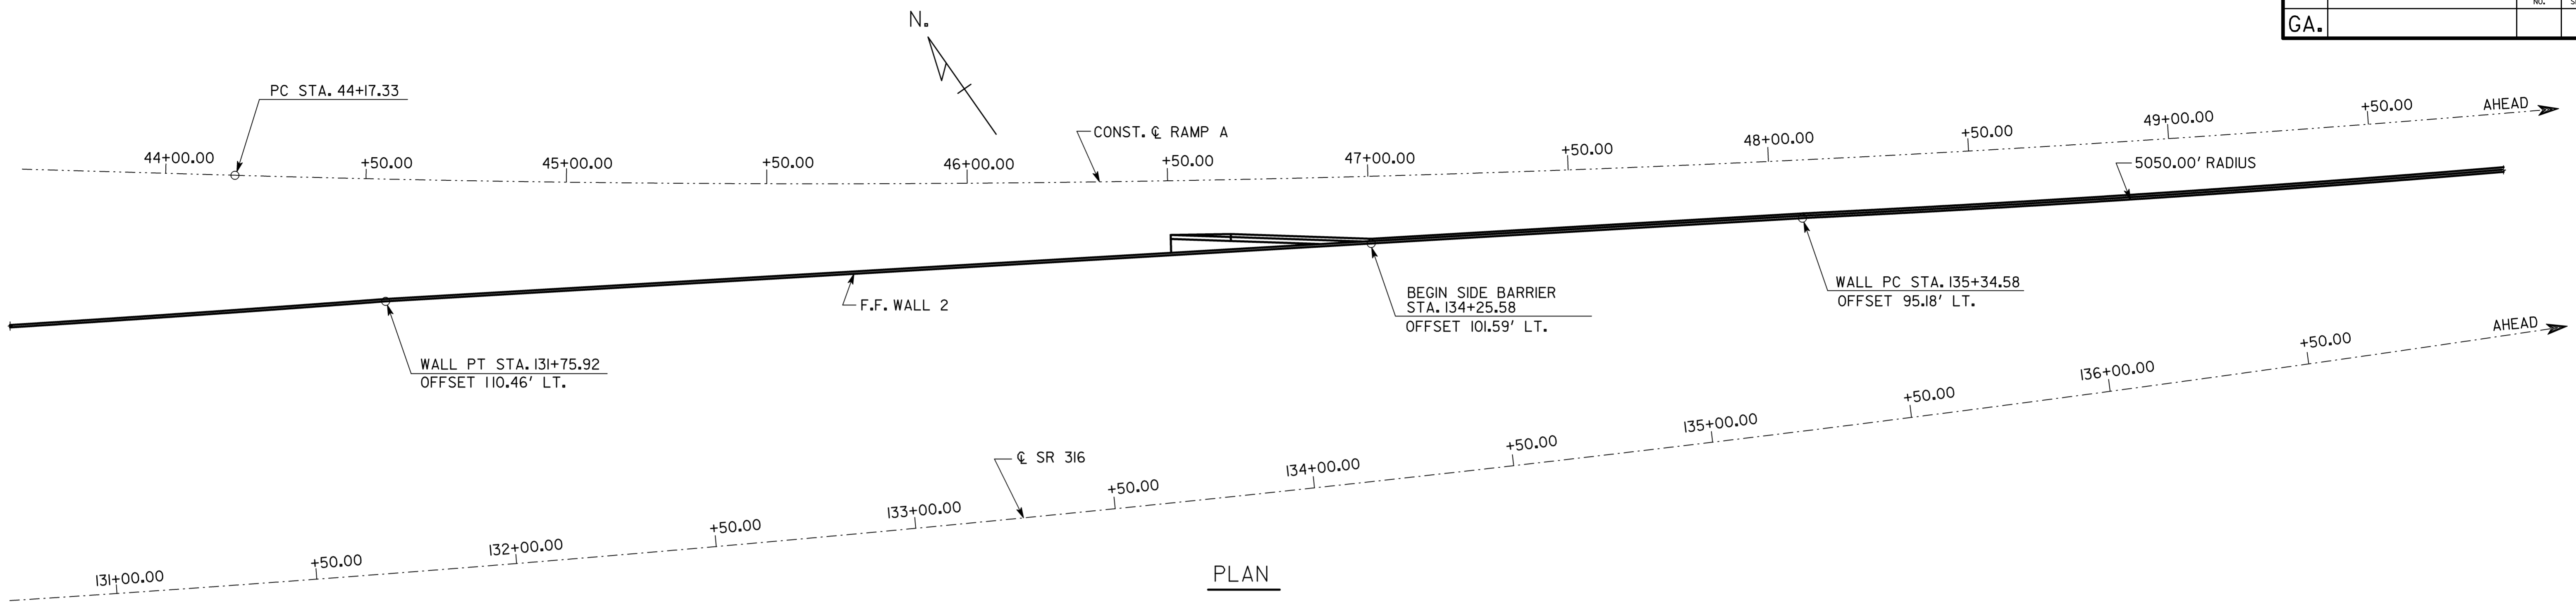 NO.
GA.
N.
PC STA. 44+17.33
CONST. ℄ RAMP A
44+00.00
+50.00
45+00.00
+50.00
46+00.00
+50.00
47+00.00
+50.00
48+00.00
+50.00
49+00.00
+50.00
AHEAD
5050.00' RADIUS
F.F. WALL 2
BEGIN SIDE BARRIER
STA. 134+25.58
OFFSET 101.59' LT.
WALL PC STA. 135+34.58
OFFSET 95.18' LT.
WALL PT STA. 131+75.92
OFFSET 110.46' LT.
℄ SR 316
131+00.00
+50.00
132+00.00
+50.00
133+00.00
+50.00
134+00.00
+50.00
135+00.00
+50.00
136+00.00
+50.00
AHEAD
PLAN